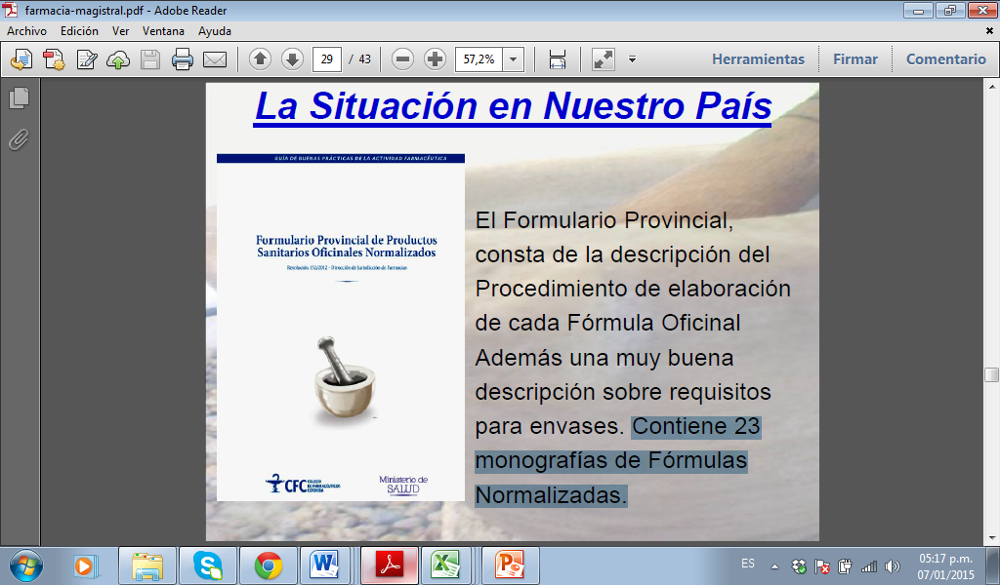 farmacia-magistral.pdf - Adobe Reader
Archivo Edición Ver Ventana Ayuda
29 / 43 57,2% Herramientas Firmar Comentario
La Situación en Nuestro País
GUÍA DE BUENAS PRÁCTICAS DE LA ACTIVIDAD FARMACÉUTICA
Formulario Provincial de Productos
Sanitarios Oficinales Normalizados
Resolución 150/2012 - Dirección de Jurisdicción de Farmacias
CFC COLEGIO
DE FARMACÉUTICOS
CÓRDOBA
Ministerio de
SALUD
El Formulario Provincial,
consta de la descripción del
Procedimiento de elaboración
de cada Fórmula Oficinal
Además una muy buena
descripción sobre requisitos
para envases. Contiene 23
monografías de Fórmulas
Normalizadas.
ES
05:17 p.m.
07/01/2015